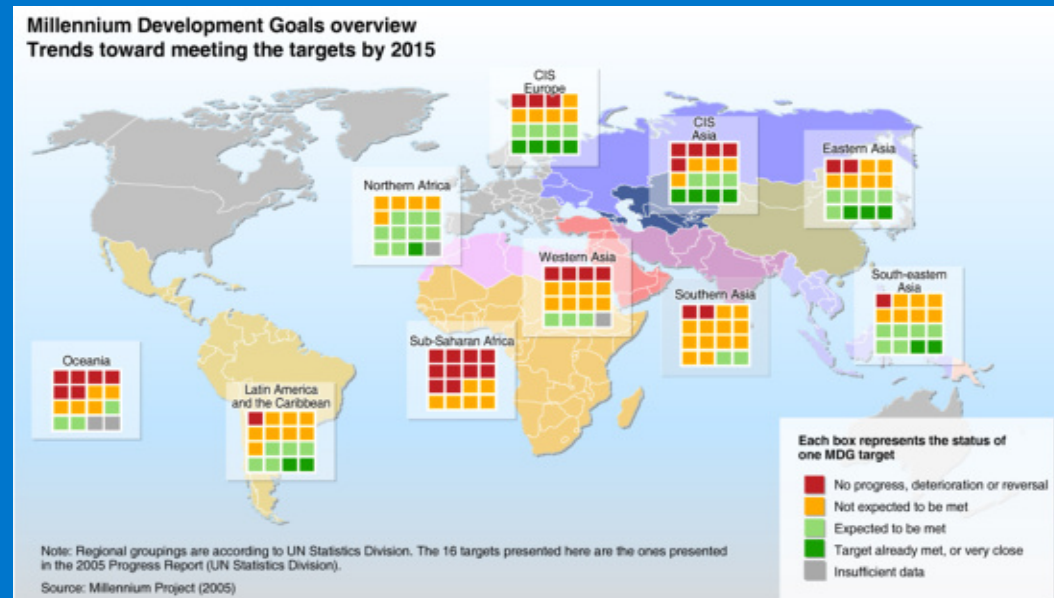 Millennium Development Goals overview
Trends toward meeting the targets by 2015
CIS
Europe
CIS
Asia
Eastern Asia
Northern Africa
Western Asia
South-eastern
Asia
Southern Asia
Sub-Saharan Africa
Oceania
Latin America
and the Caribbean
Each box represents the status of
one MDG target
No progress, deterioration or reversal
Not expected to be met
Expected to be met
Target already met, or very close
Insufficient data
Note: Regional groupings are according to UN Statistics Division. The 16 targets presented here are the ones presented
in the 2005 Progress Report (UN Statistics Division).
Source: Millennium Project (2005)